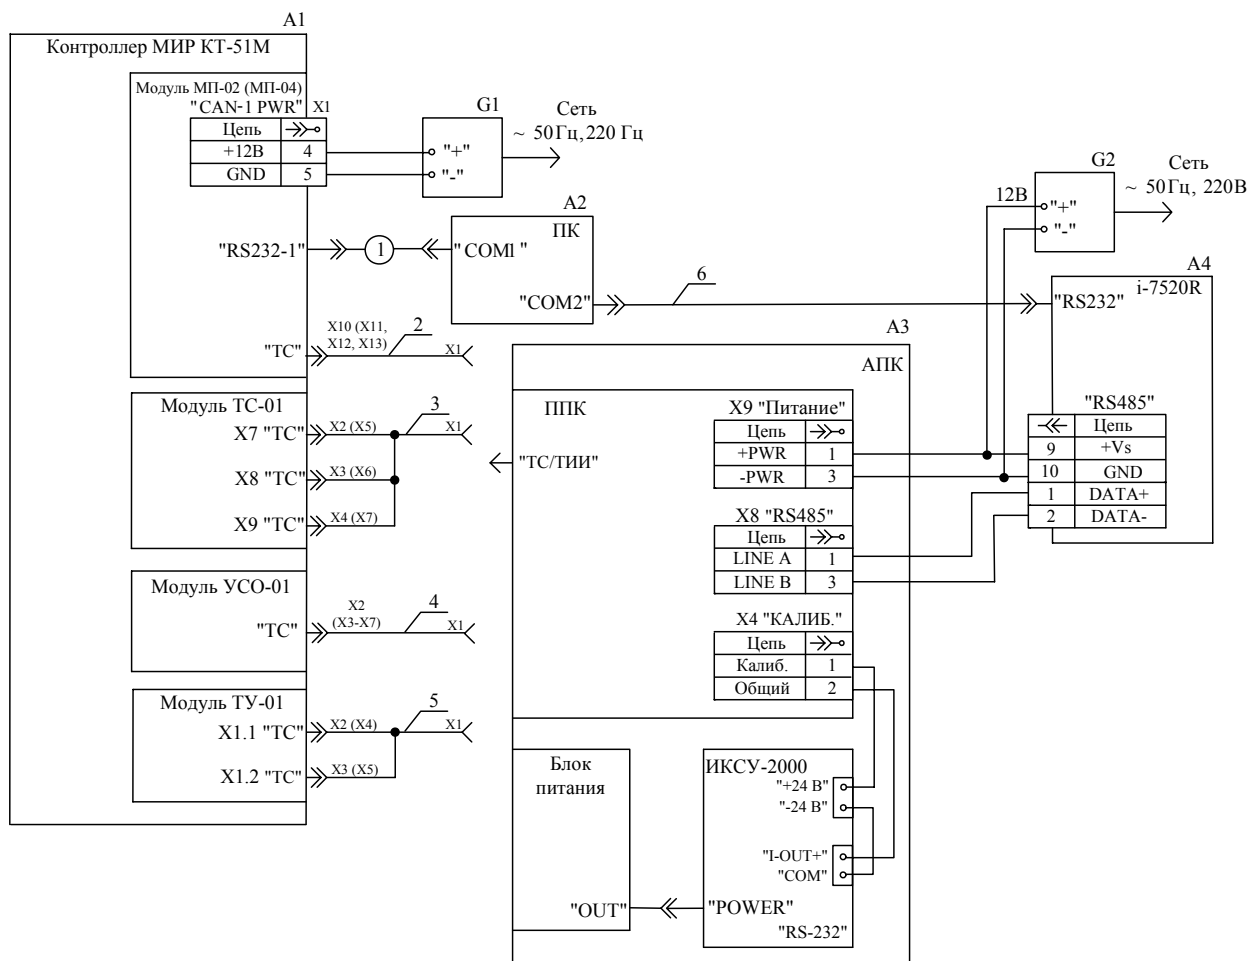 A1
Контроллер МИР КТ-51М
Модуль МП-02 (МП-04)
"CAN-1 PWR" X1
Цепь
+12В 4
GND 5
G1
"+"
"-"
Сеть
~ 50Гц,220 Гц
"RS232-1"
1
A2
ПК
"COM1 "
"COM2"
6
G2
12В
"+"
"-"
Сеть
~ 50Гц, 220В
A4
i-7520R
"RS232"
"RS485"
Цепь
9 +Vs
10 GND
1 DATA+
2 DATA-
"ТС"
X10 (X11,
X12, X13)
2
X1
Модуль ТС-01
X7 "ТС" X2 (X5)
3
X1
X8 "ТС" X3 (X6)
X9 "ТС" X4 (X7)
Модуль УСО-01
"ТС"
X2
(X3-X7)
4
X1
Модуль ТУ-01
X1.1 "ТС" X2 (X4)
5
X1
X1.2 "ТС" X3 (X5)
A3
АПК
ППК
"ТС/ТИИ"
X9 "Питание"
Цепь
+PWR 1
-PWR 3
X8 "RS485"
Цепь
LINE A 1
LINE B 3
X4 "КАЛИБ."
Цепь
Калиб. 1
Общий 2
Блок
питания
"OUT"
ИКСУ-2000
"+24 В"
"-24 В"
"I-OUT+"
"COM"
"POWER"
"RS-232"